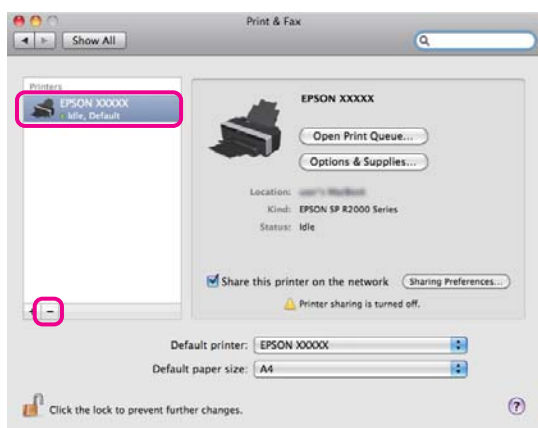 Print & Fax
Show All
Printers
EPSON XXXXX
Idle, Default
EPSON XXXXX
Open Print Queue...
Options & Supplies...
Location:
Kind: EPSON SP R2000 Series
Status: Idle
Share this printer on the network
Sharing Preferences...
Printer sharing is turned off.
Default printer: EPSON XXXXX
Default paper size: A4
Click the lock to prevent further changes.
?